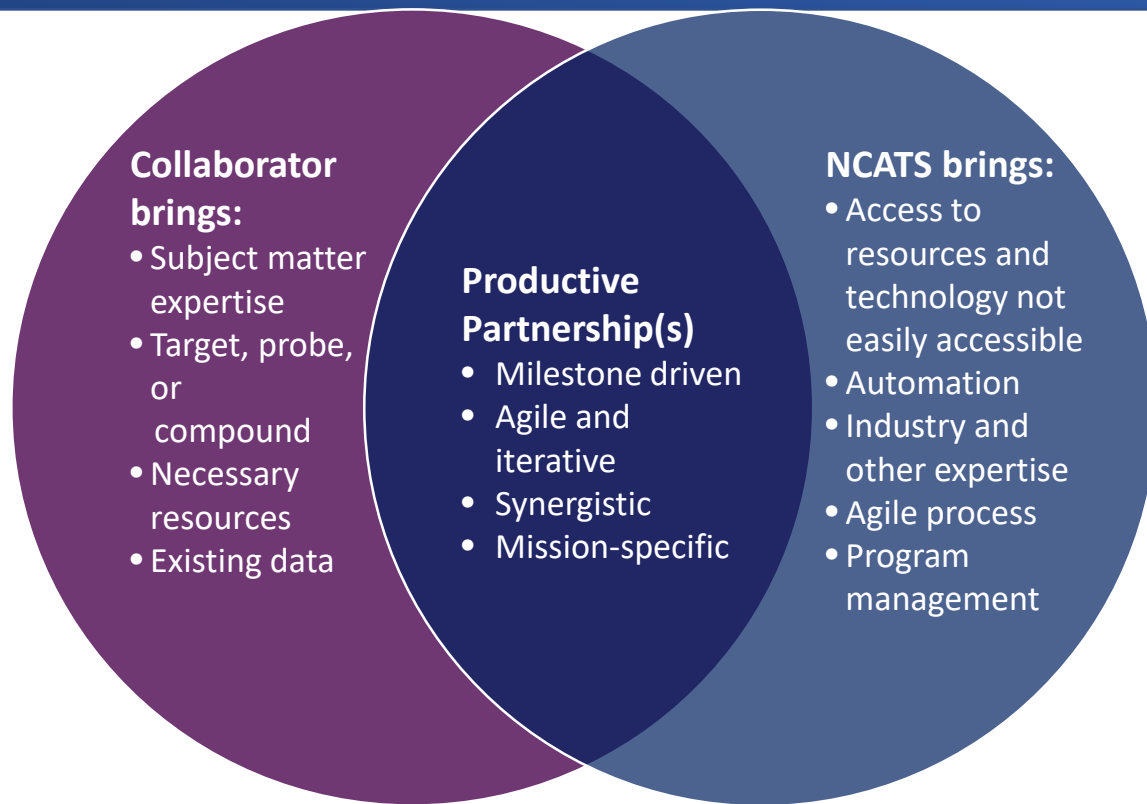 Collaborator
brings:
• Subject matter
expertise
• Target, probe,
or
compound
• Necessary
resources
• Existing data
Productive
Partnership(s)
• Milestone driven
• Agile and
iterative
• Synergistic
• Mission-specific
NCATS brings:
• Access to
resources and
technology not
easily accessible
• Automation
• Industry and
other expertise
• Agile process
• Program
management